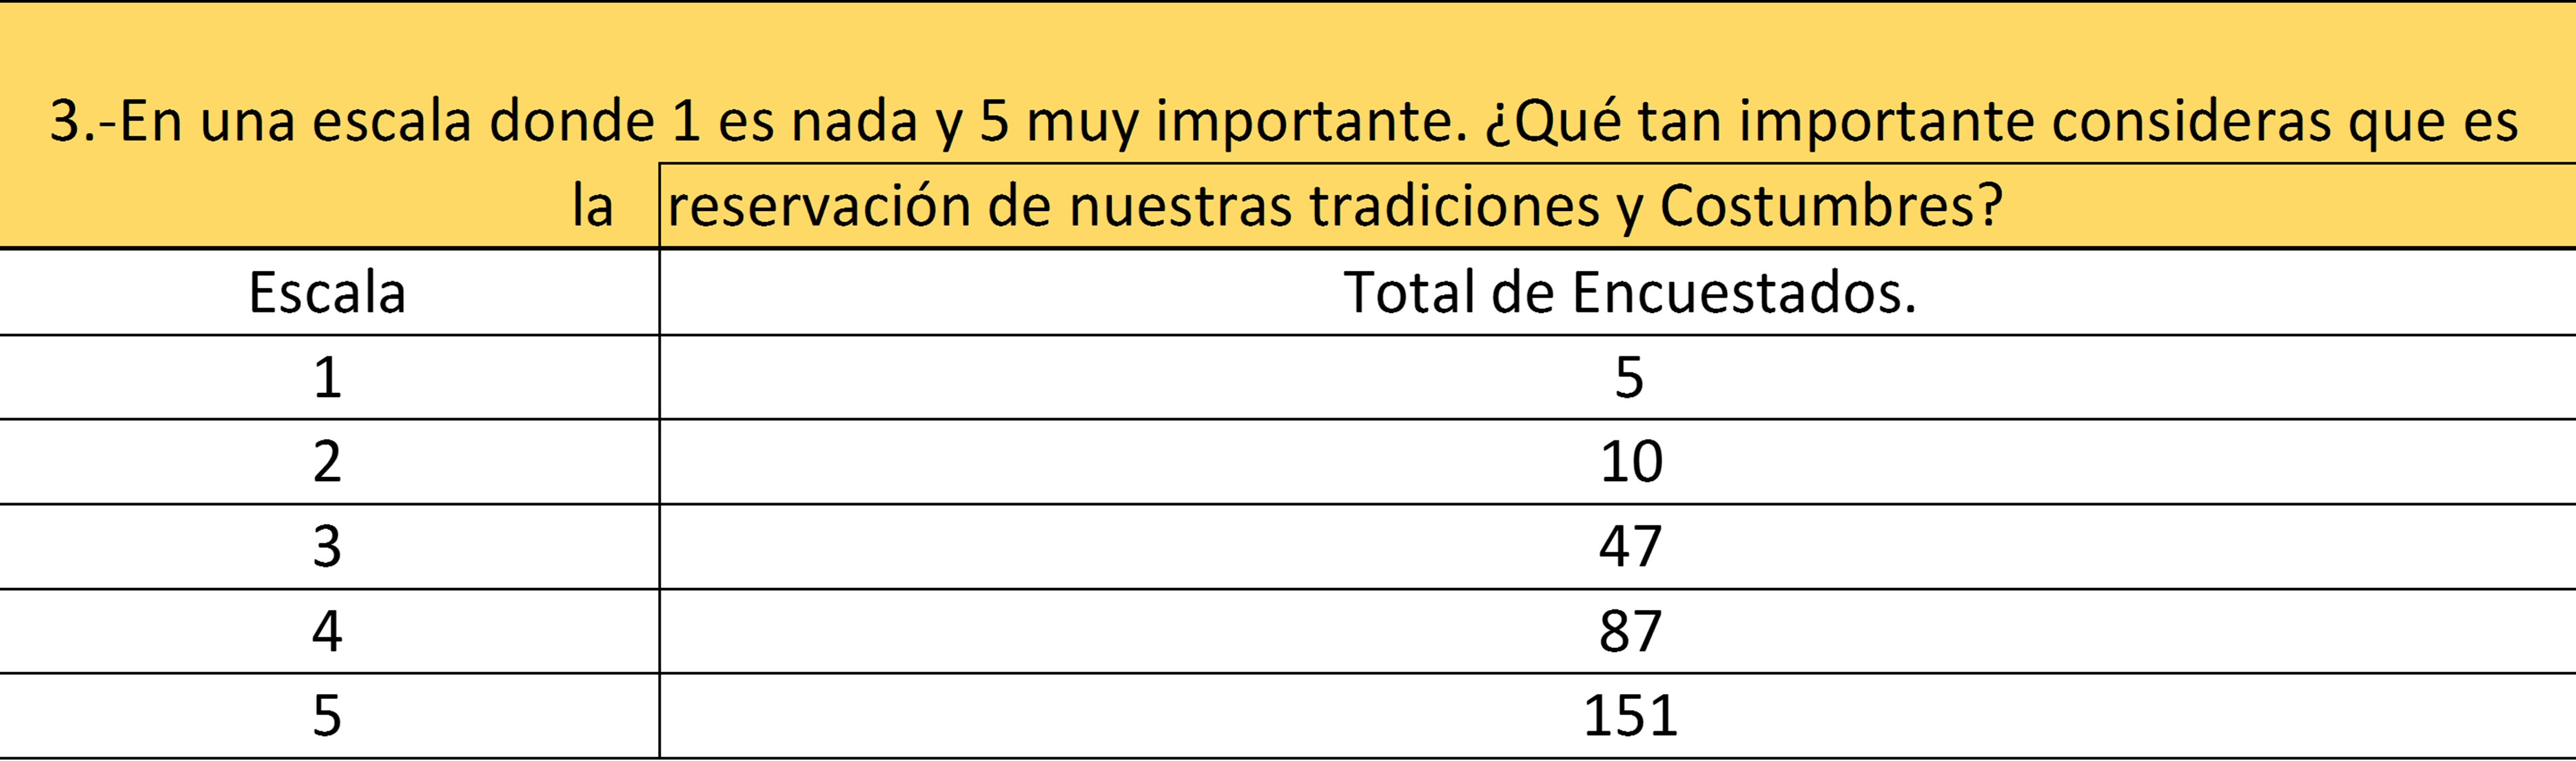 3.-En una escala donde 1 es nada y 5 muy importante. ¿Qué tan importante consideras que es
la reservación de nuestras tradiciones y Costumbres?
Escala Total de Encuestados.
1 5
2 10
3 47
4 87
5 151